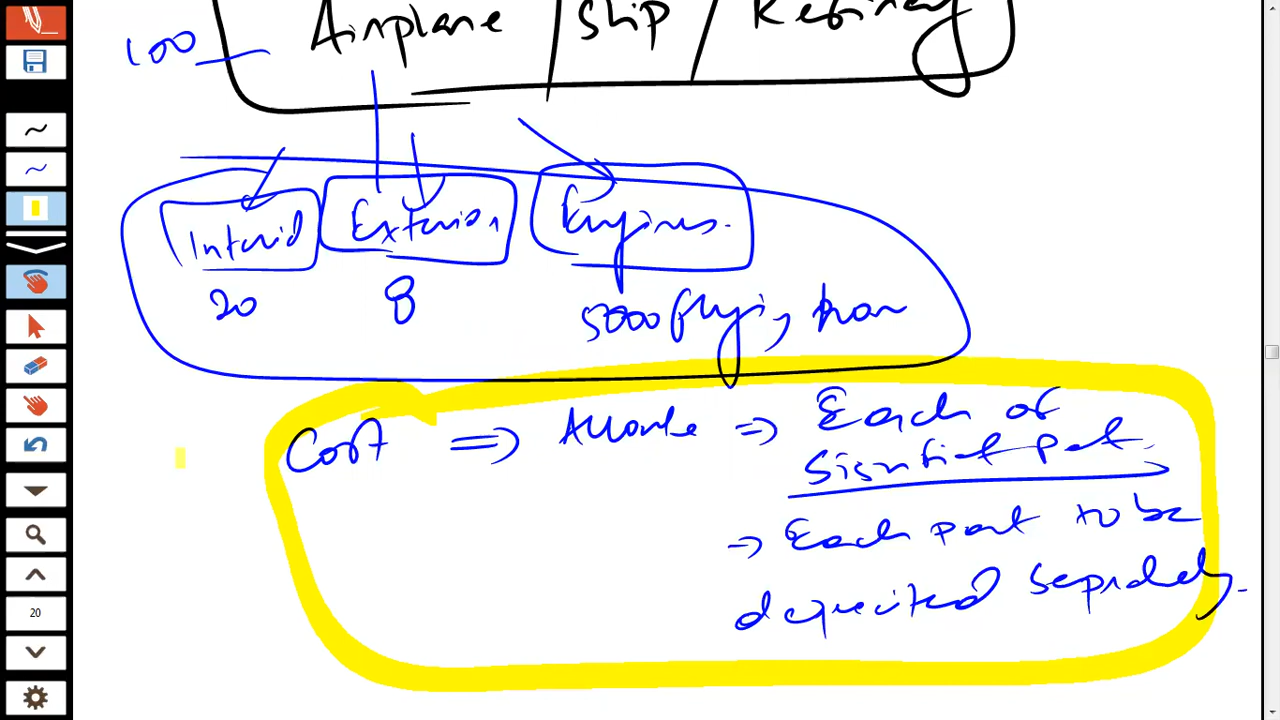 Airplane / Ship / Refinery
100
Interior Exterior Engines.
20 8 5000 flying hour
Cost ⇒ Allocate ⇒ Each of
Significant part
⇒ Each part to be
depreciated separately.
20